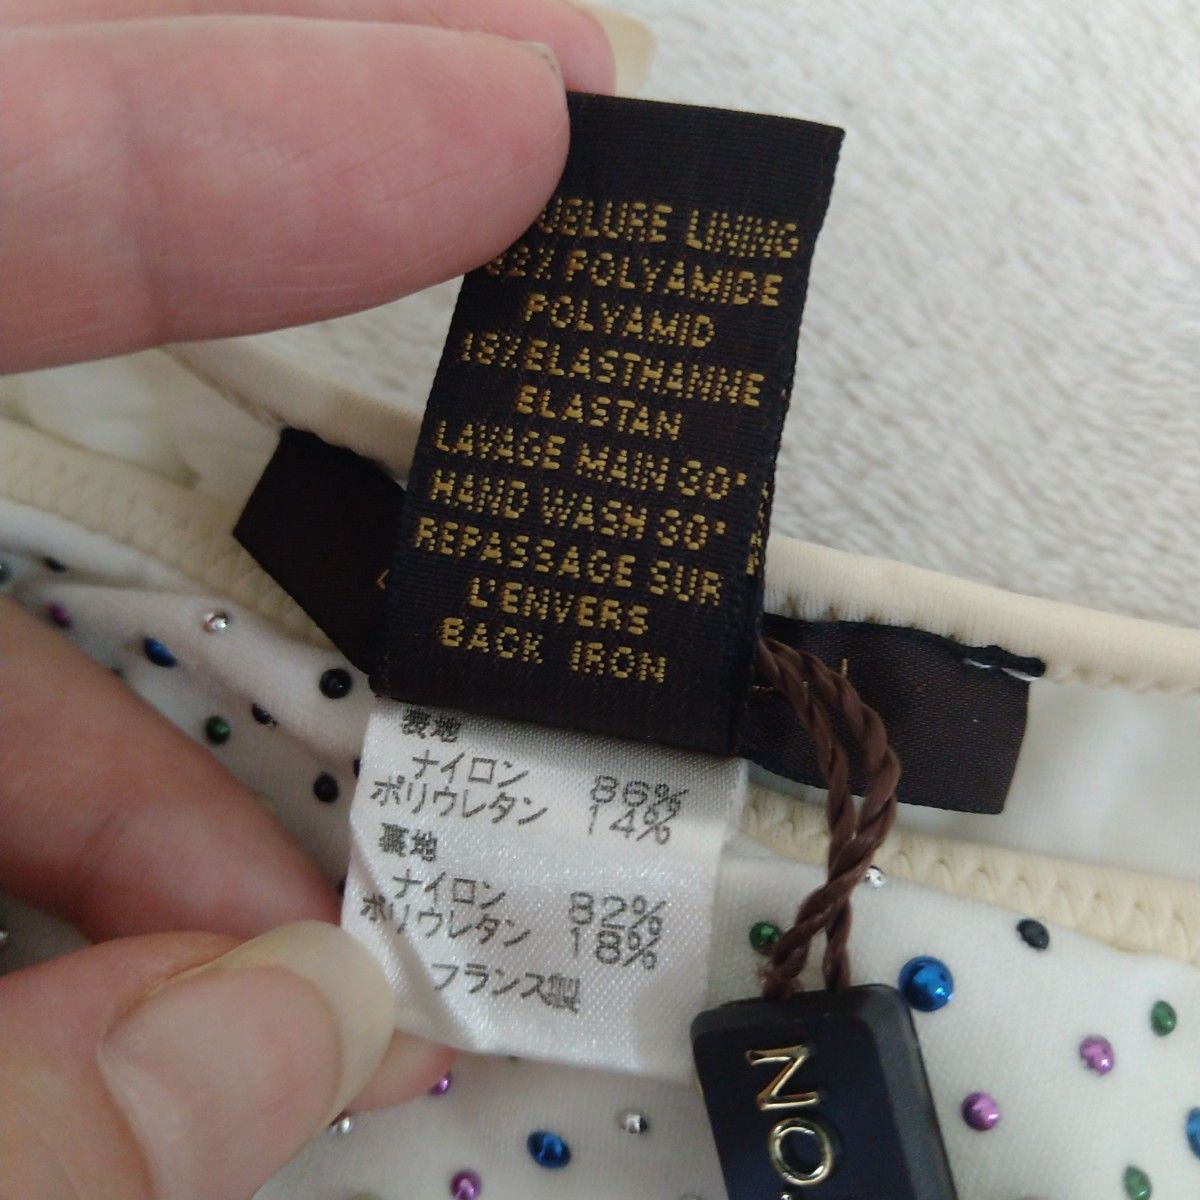 LINING
82% POLYAMIDE
POLYAMID
18% ELASTHANNE
ELASTAN
LAVAGE MAIN 30°
HAND WASH 30°
REPASSAGE SUR
L'ENVERS
BACK IRON
表地
ナイロン 86%
ポリウレタン 14%
裏地
ナイロン 82%
ポリウレタン 18%
フランス製
NO.